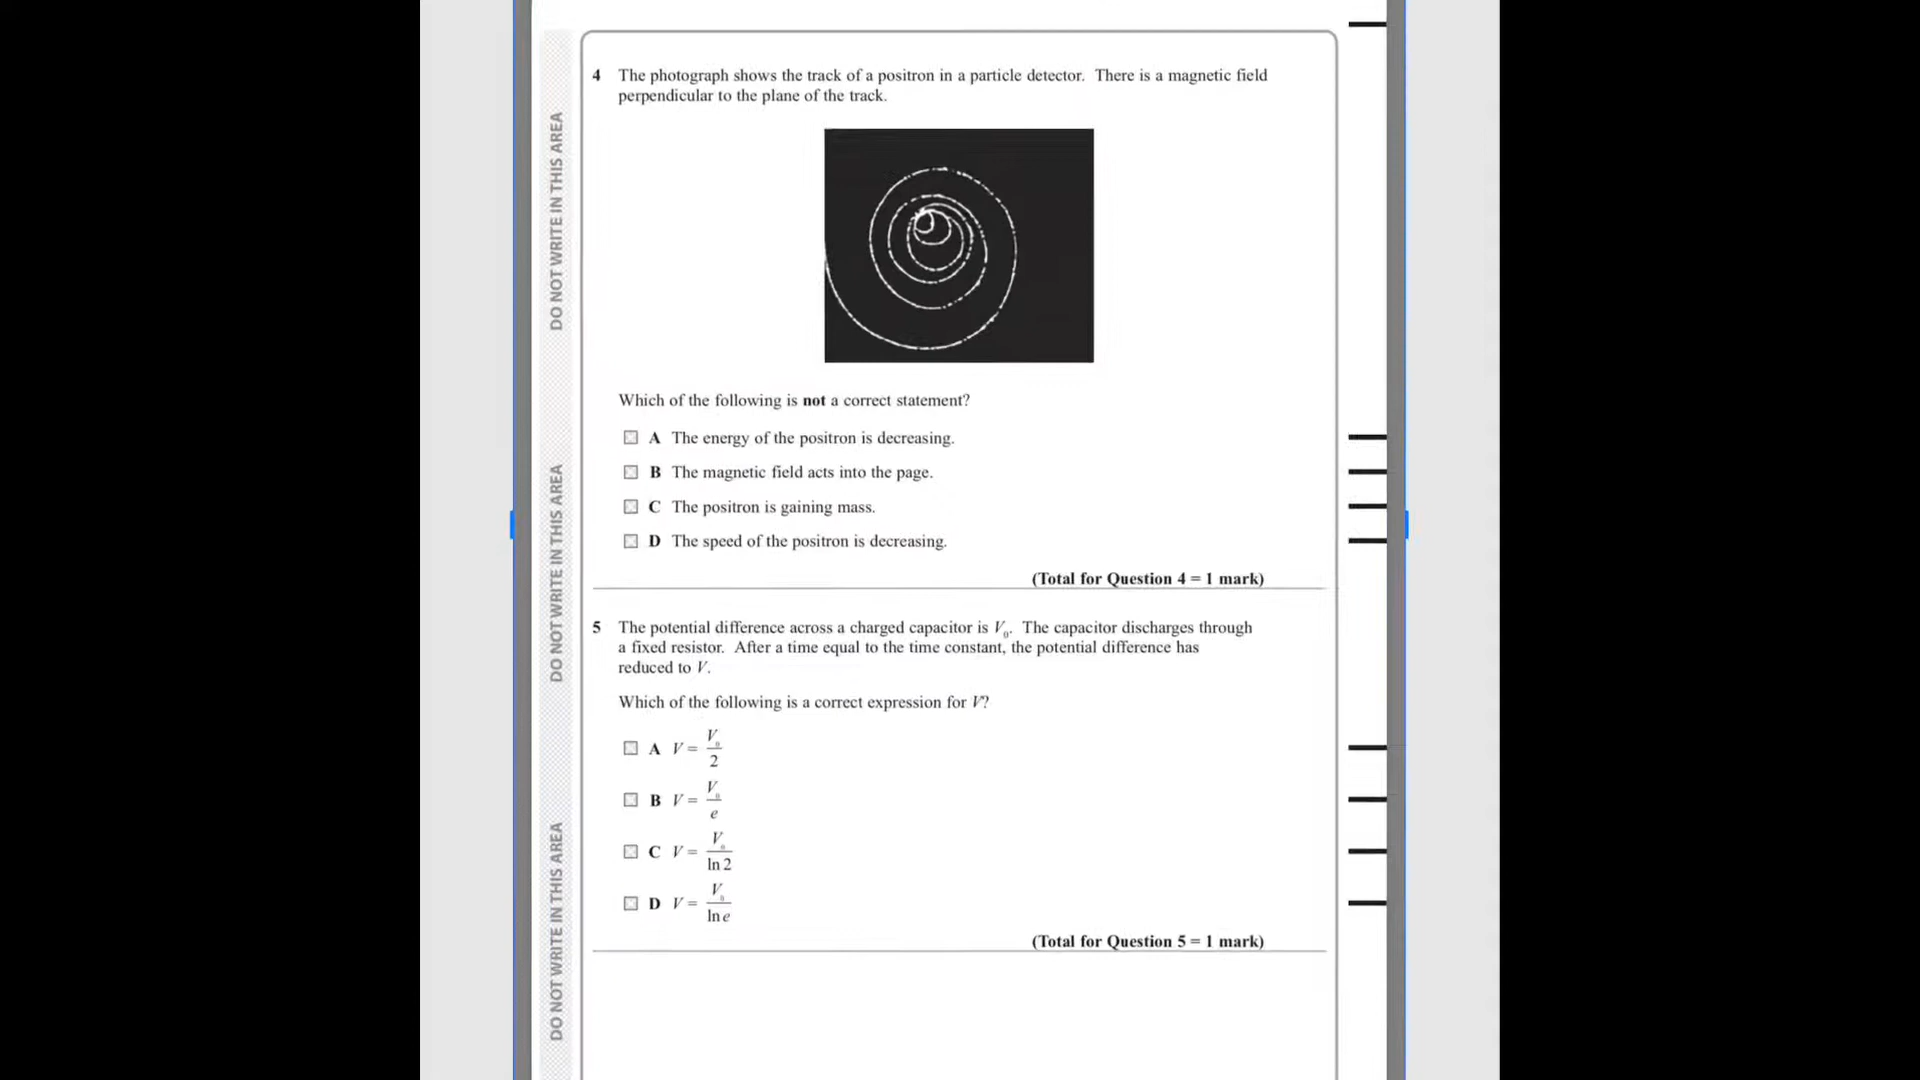 4 The photograph shows the track of a positron in a particle detector. There is a magnetic field
perpendicular to the plane of the track.
Which of the following is not a correct statement?
A The energy of the positron is decreasing.
B The magnetic field acts into the page.
C The positron is gaining mass.
D The speed of the positron is decreasing.
(Total for Question 4 = 1 mark)
5 The potential difference across a charged capacitor is V₀. The capacitor discharges through
a fixed resistor. After a time equal to the time constant, the potential difference has
reduced to V.
Which of the following is a correct expression for V?
A V = V₀/2
B V = V₀/e
C V = V₀/ln 2
D V = V₀/ln e
(Total for Question 5 = 1 mark)
DO NOT WRITE IN THIS AREA
DO NOT WRITE IN THIS AREA
DO NOT WRITE IN THIS AREA